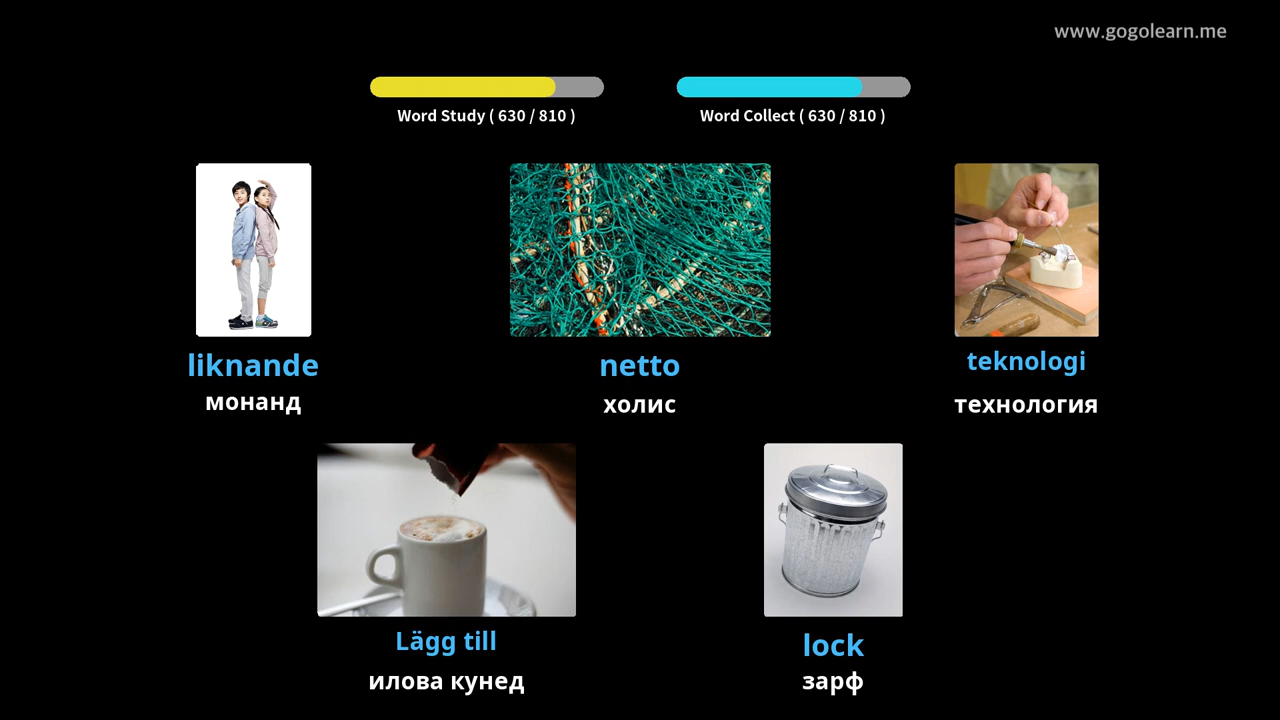 www.gogolearn.me
Word Study ( 630 / 810 )
Word Collect ( 630 / 810 )
liknande
монанд
netto
холис
teknologi
технология
Lägg till
илова кунед
lock
зарф